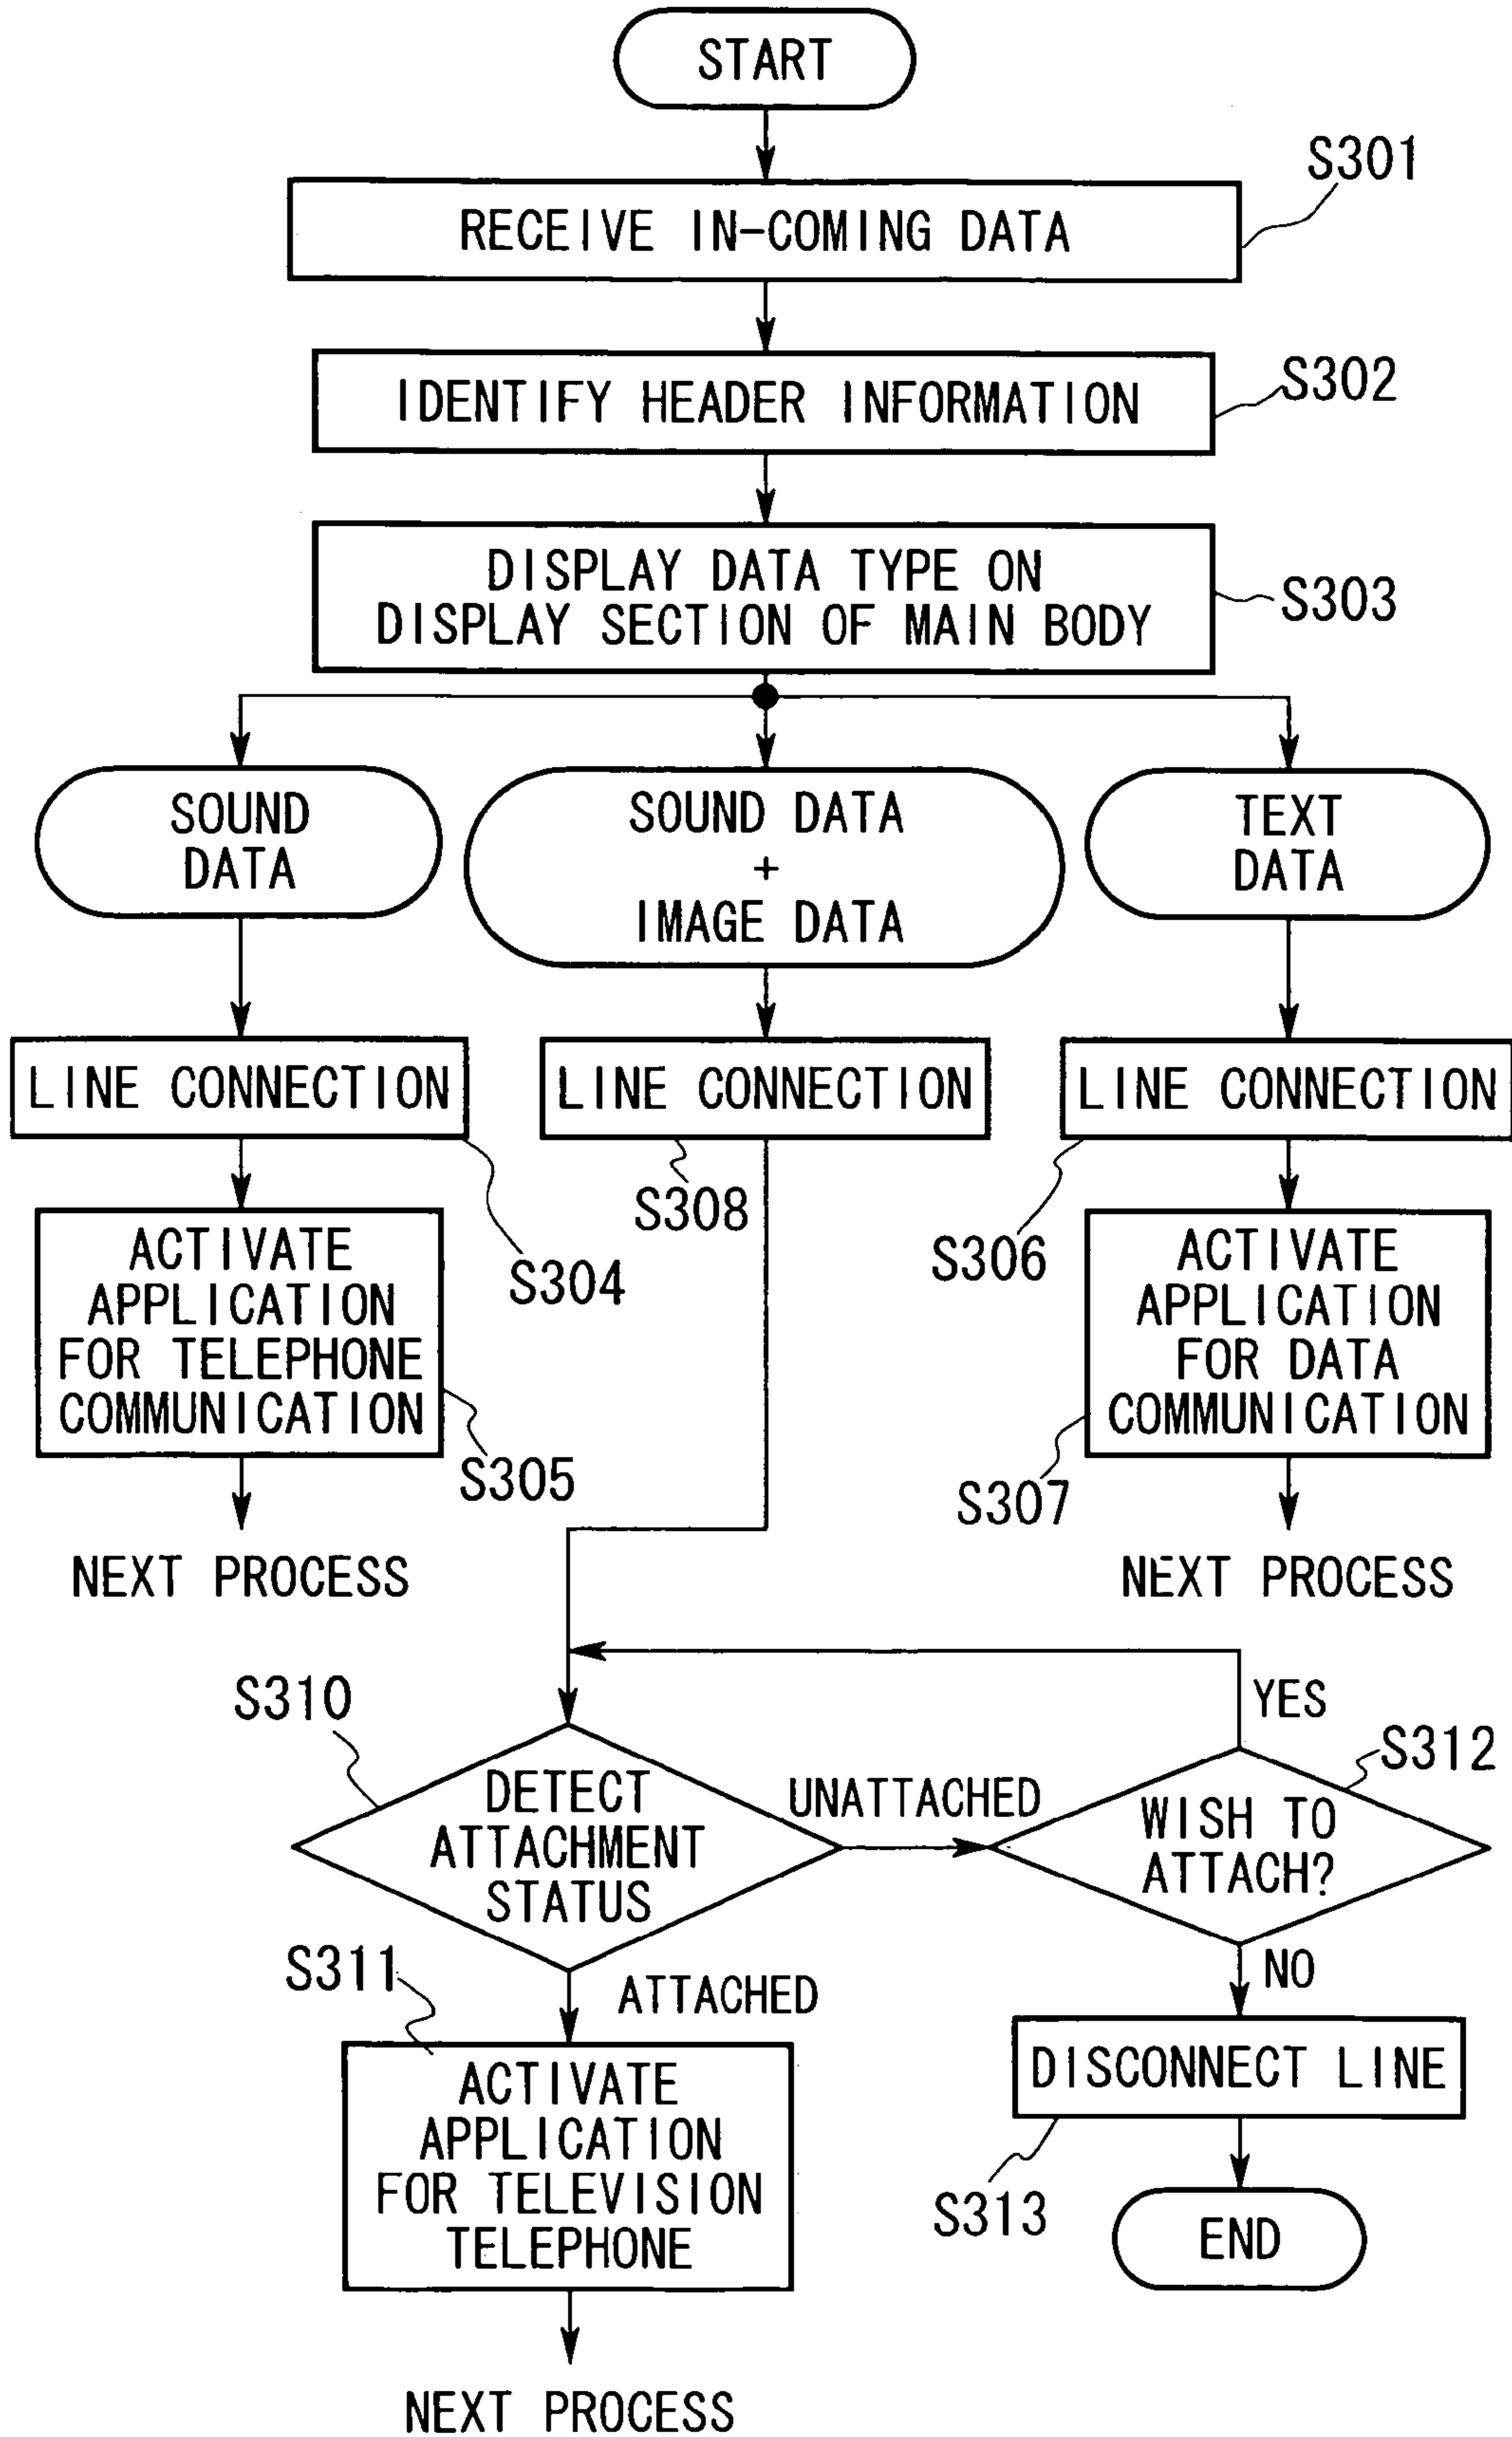 START
S301
RECEIVE IN-COMING DATA
IDENTIFY HEADER INFORMATION
S302
DISPLAY DATA TYPE ON
DISPLAY SECTION OF MAIN BODY
S303
SOUND
DATA
SOUND DATA
+
IMAGE DATA
TEXT
DATA
LINE CONNECTION
LINE CONNECTION
LINE CONNECTION
S308
S304
S306
ACTIVATE
APPLICATION
FOR TELEPHONE
COMMUNICATION
S305
ACTIVATE
APPLICATION
FOR DATA
COMMUNICATION
S307
NEXT PROCESS
NEXT PROCESS
S310
YES
S312
DETECT
ATTACHMENT
STATUS
UNATTACHED
WISH TO
ATTACH?
S311
ATTACHED
NO
ACTIVATE
APPLICATION
FOR TELEVISION
TELEPHONE
DISCONNECT LINE
S313
END
NEXT PROCESS